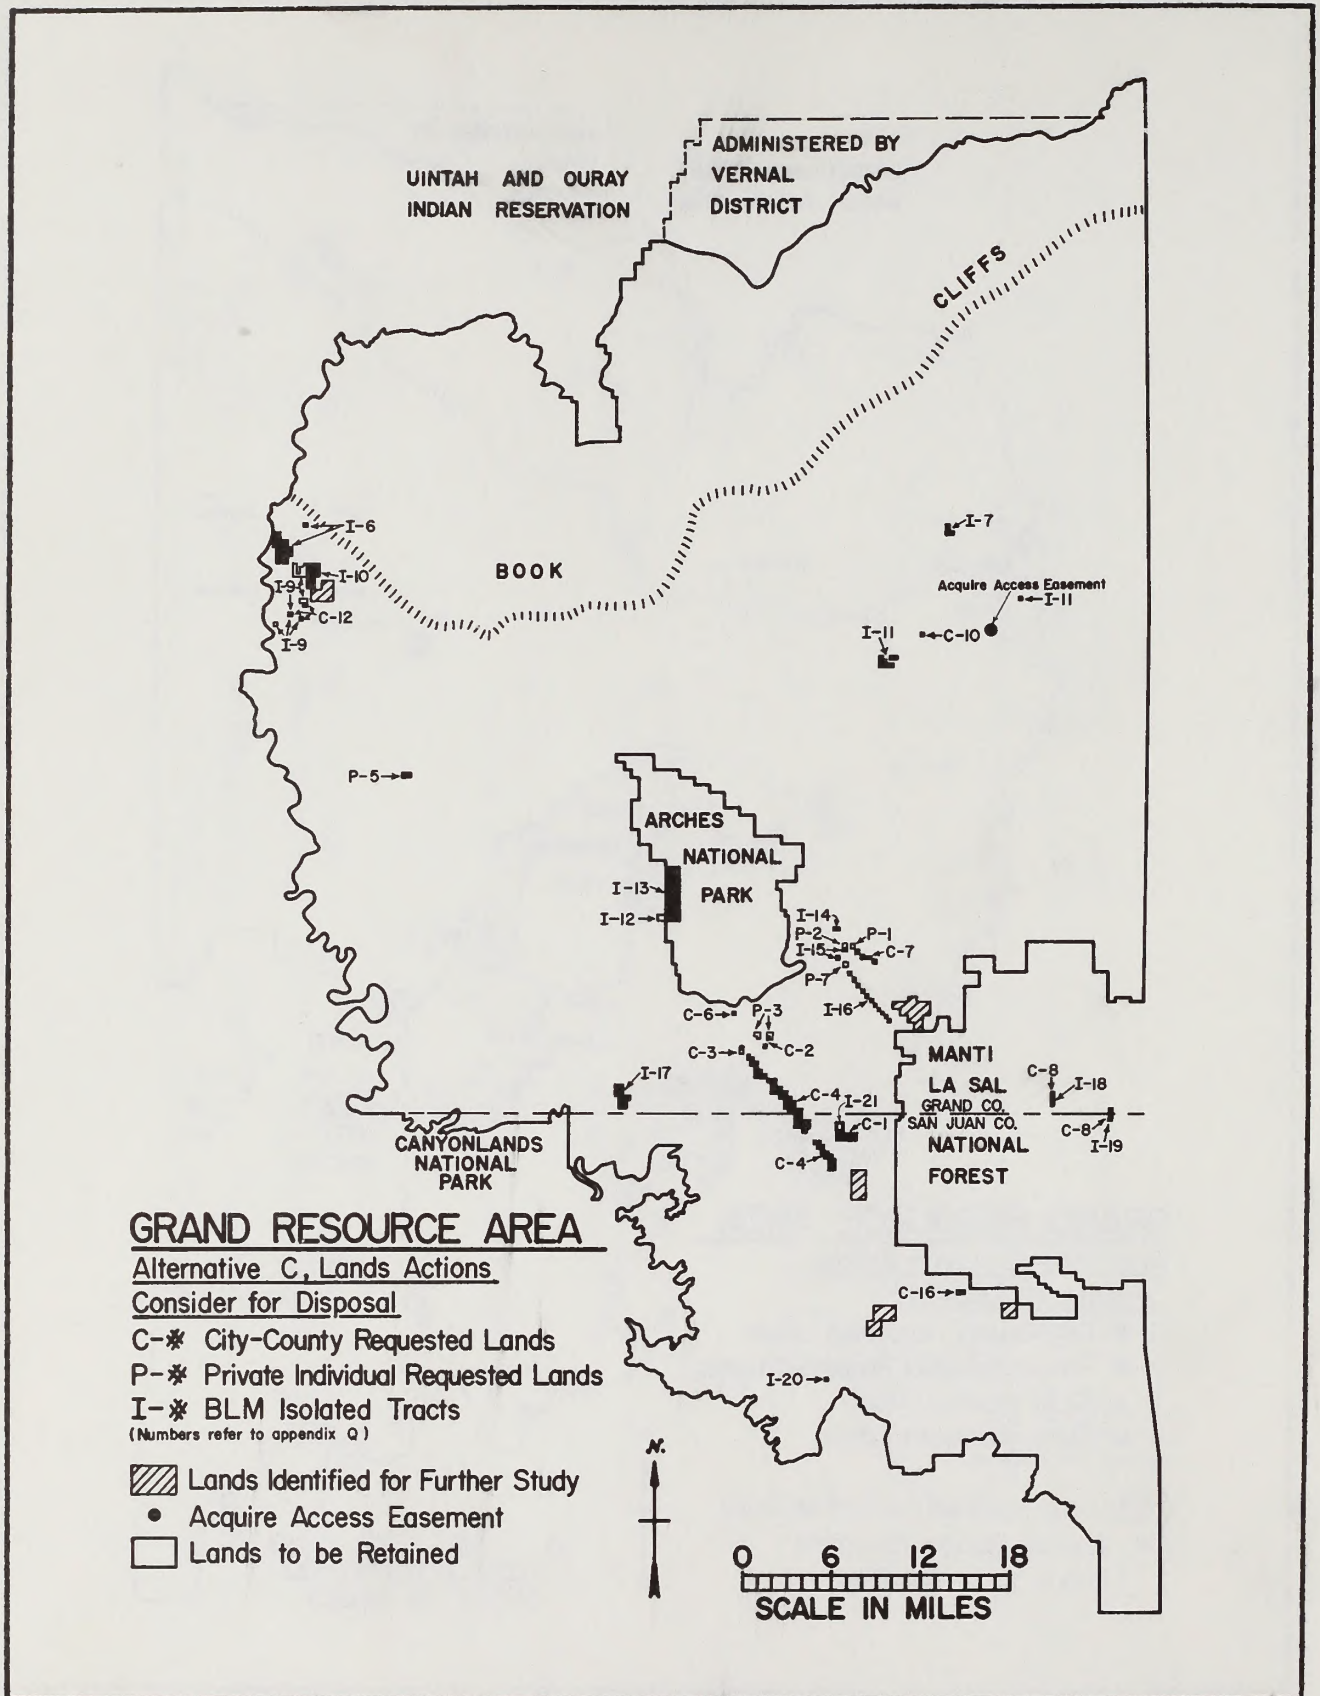 ADMINISTERED BY
VERNAL
DISTRICT
UINTAH AND OURAY
INDIAN RESERVATION
CLIFFS
I-6
I-7
BOOK
I-10
I-9
Acquire Access Easement
I-11
C-12
I-9
I-11
C-10
P-5
ARCHES
NATIONAL
PARK
I-13
I-12
I-14
P-2
P-1
I-15
C-7
P-7
I-16
C-6
P-3
C-3
C-2
MANTI
LA SAL
GRAND CO.
SAN JUAN CO.
NATIONAL
FOREST
I-17
C-8
I-18
C-4
I-21
C-1
C-8
I-19
C-4
CANYONLANDS
NATIONAL
PARK
GRAND RESOURCE AREA
Alternative C, Lands Actions
Consider for Disposal
C-* City-County Requested Lands
P-* Private Individual Requested Lands
I-* BLM Isolated Tracts
(Numbers refer to appendix Q)
C-16
I-20
Lands Identified for Further Study
Acquire Access Easement
Lands to be Retained
N.
0 6 12 18
SCALE IN MILES